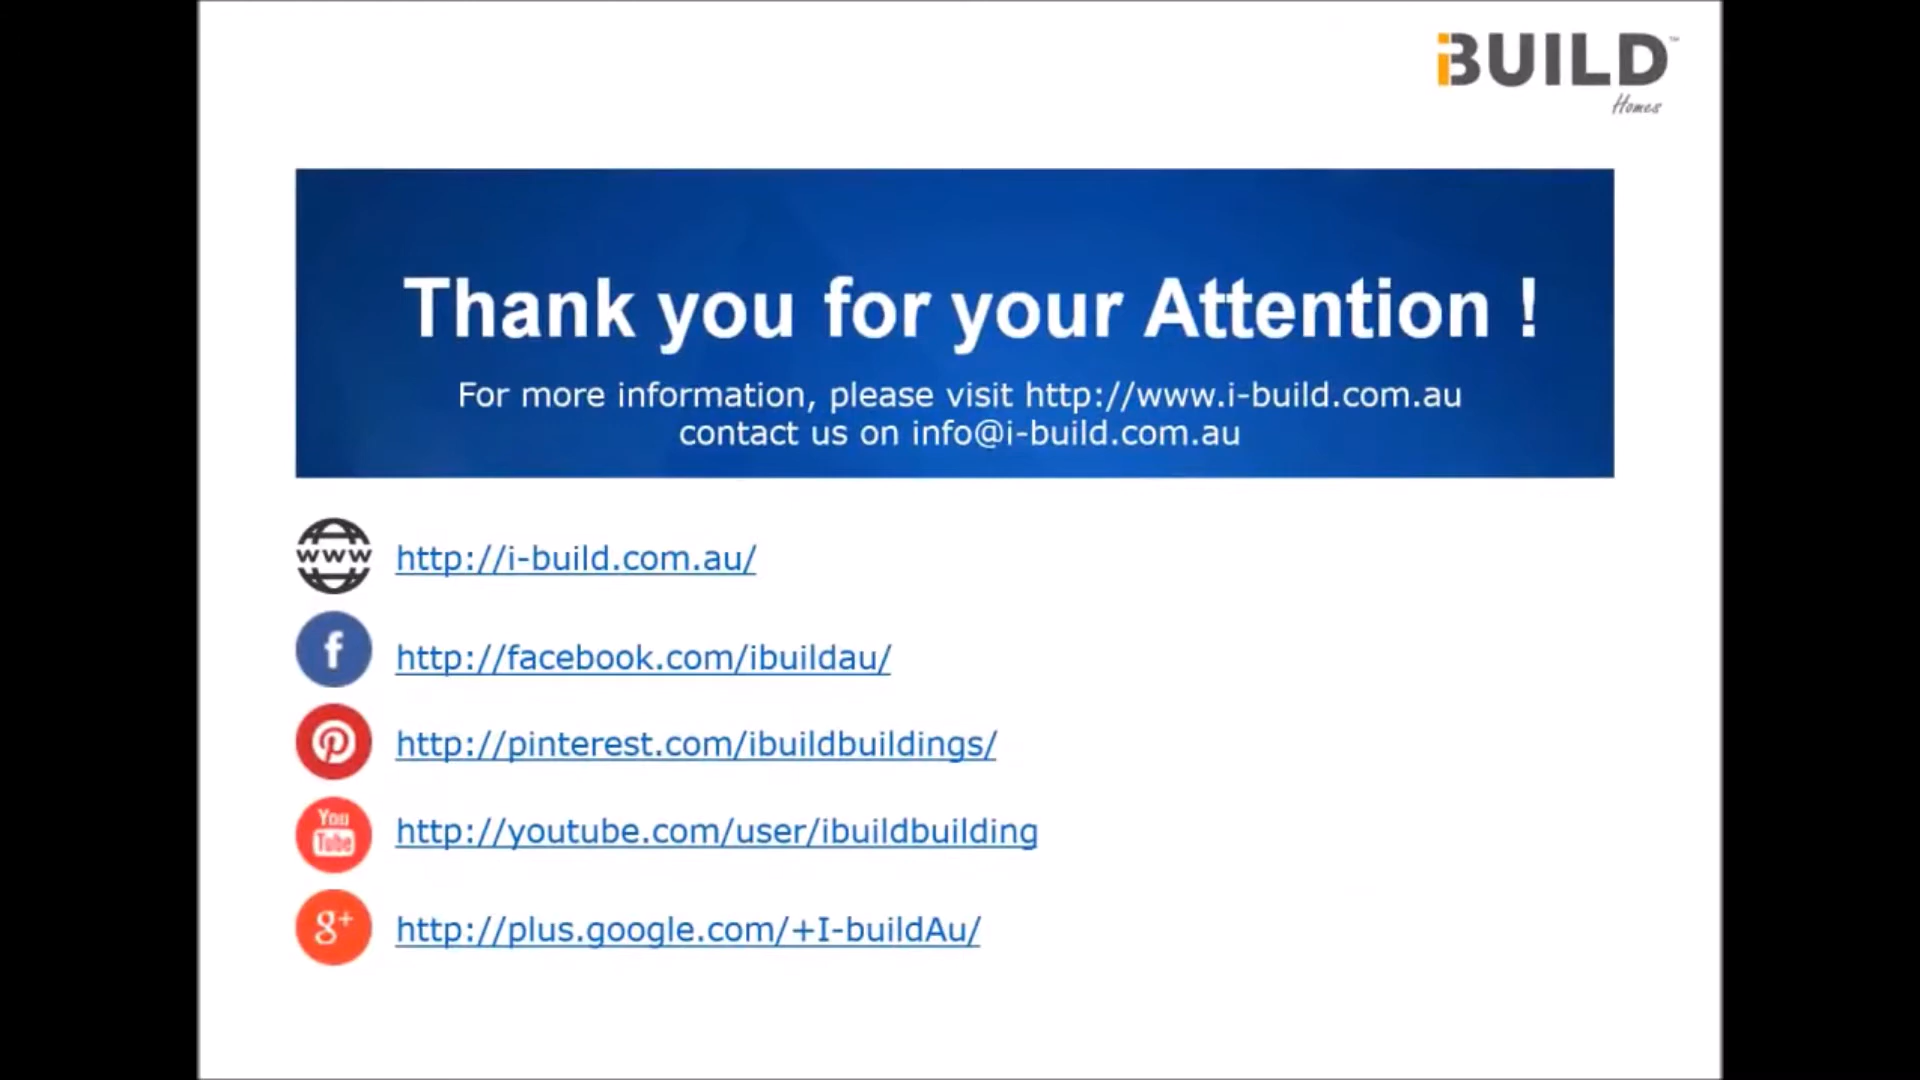 iBUILD™
Homes
Thank you for your Attention !
For more information, please visit http://www.i-build.com.au
contact us on info@i-build.com.au
www http://i-build.com.au/
f http://facebook.com/ibuildau/
http://pinterest.com/ibuildbuildings/
You
Tube http://youtube.com/user/ibuildbuilding
g+ http://plus.google.com/+I-buildAu/